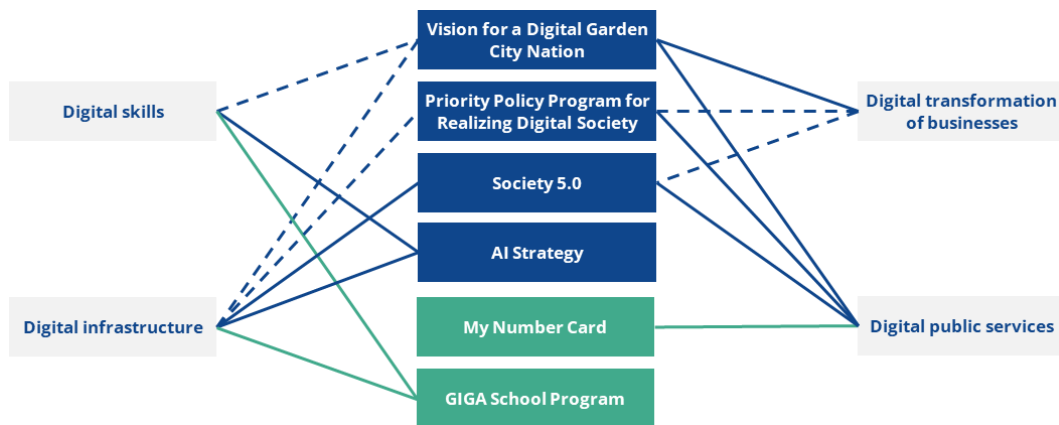 Vision for a Digital Garden
City Nation
Digital skills
Priority Policy Program for
Realizing Digital Society
Digital transformation
of businesses
Society 5.0
AI Strategy
Digital infrastructure
My Number Card
Digital public services
GIGA School Program